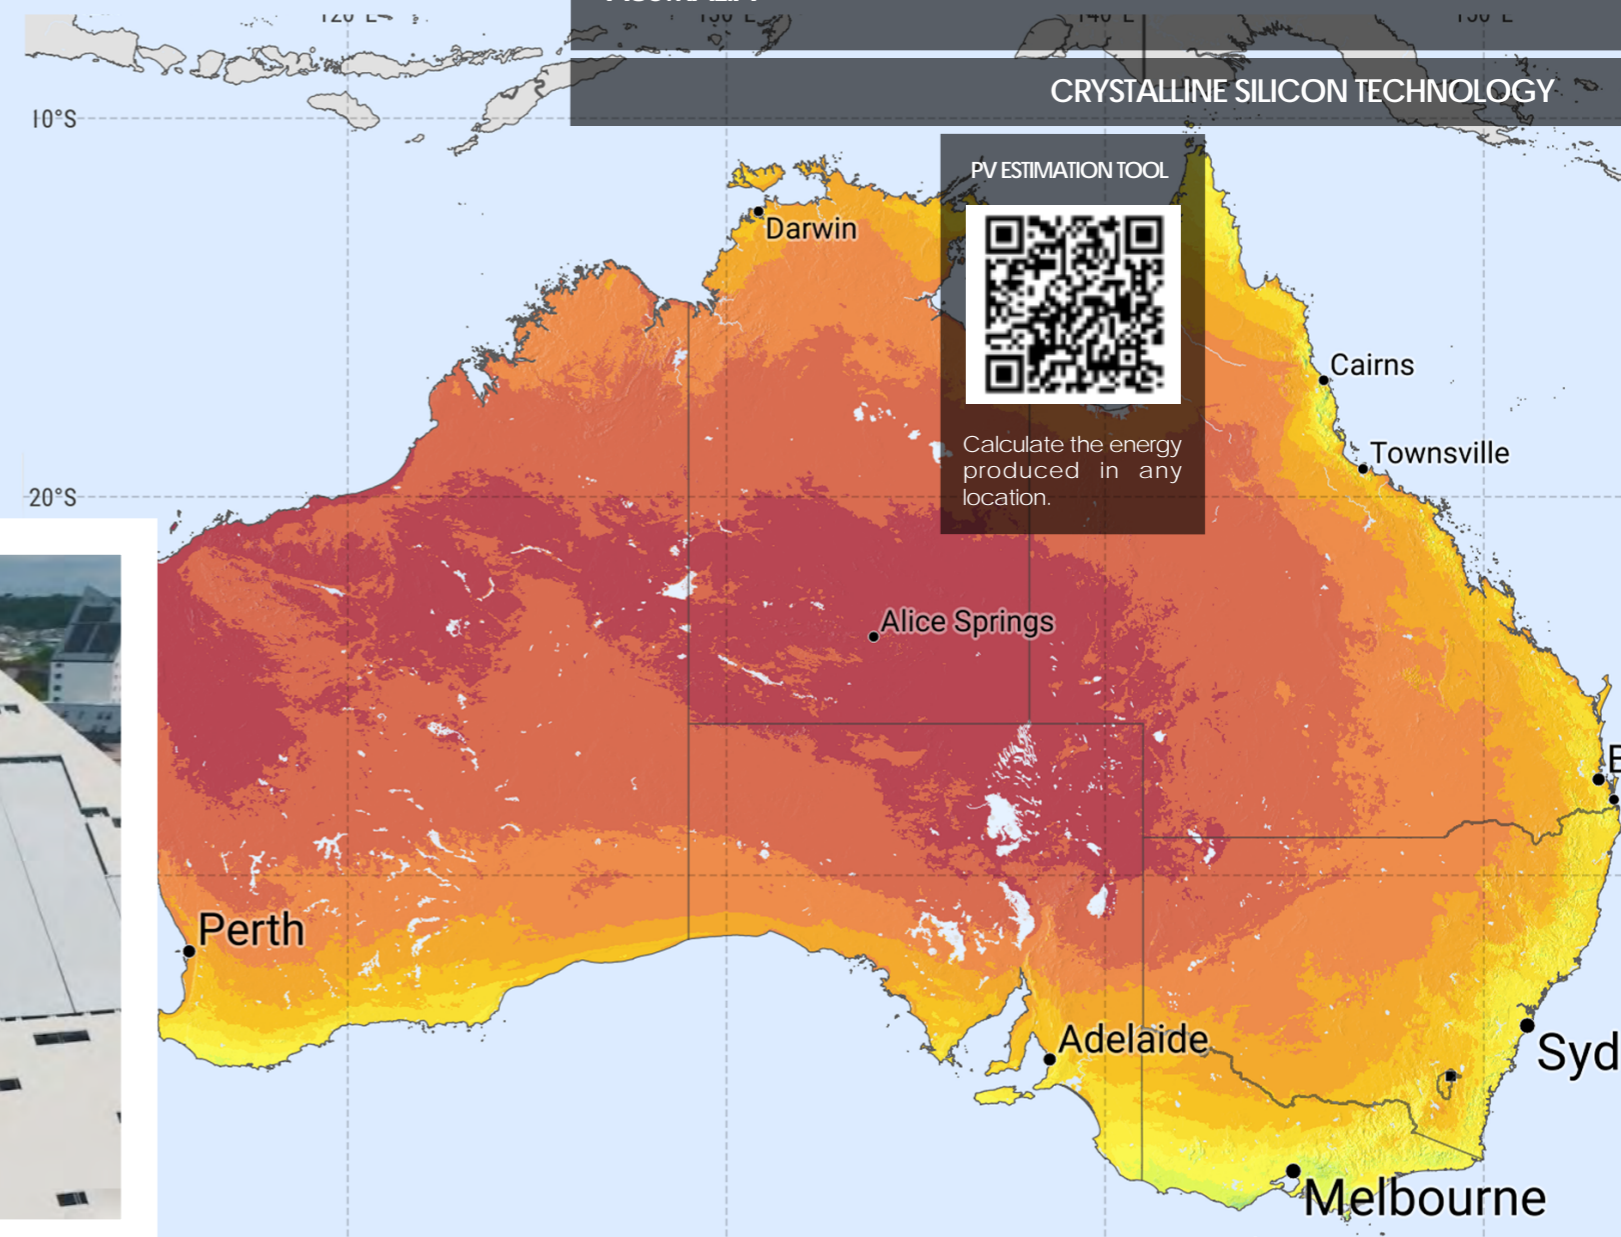 CRYSTALLINE SILICON TECHNOLOGY
10°S
PV ESTIMATION TOOL
Darwin
Cairns
Calculate the energy
produced in any
location.
Townsville
20°S
Alice Springs
Perth
Adelaide
Syd
Melbourne